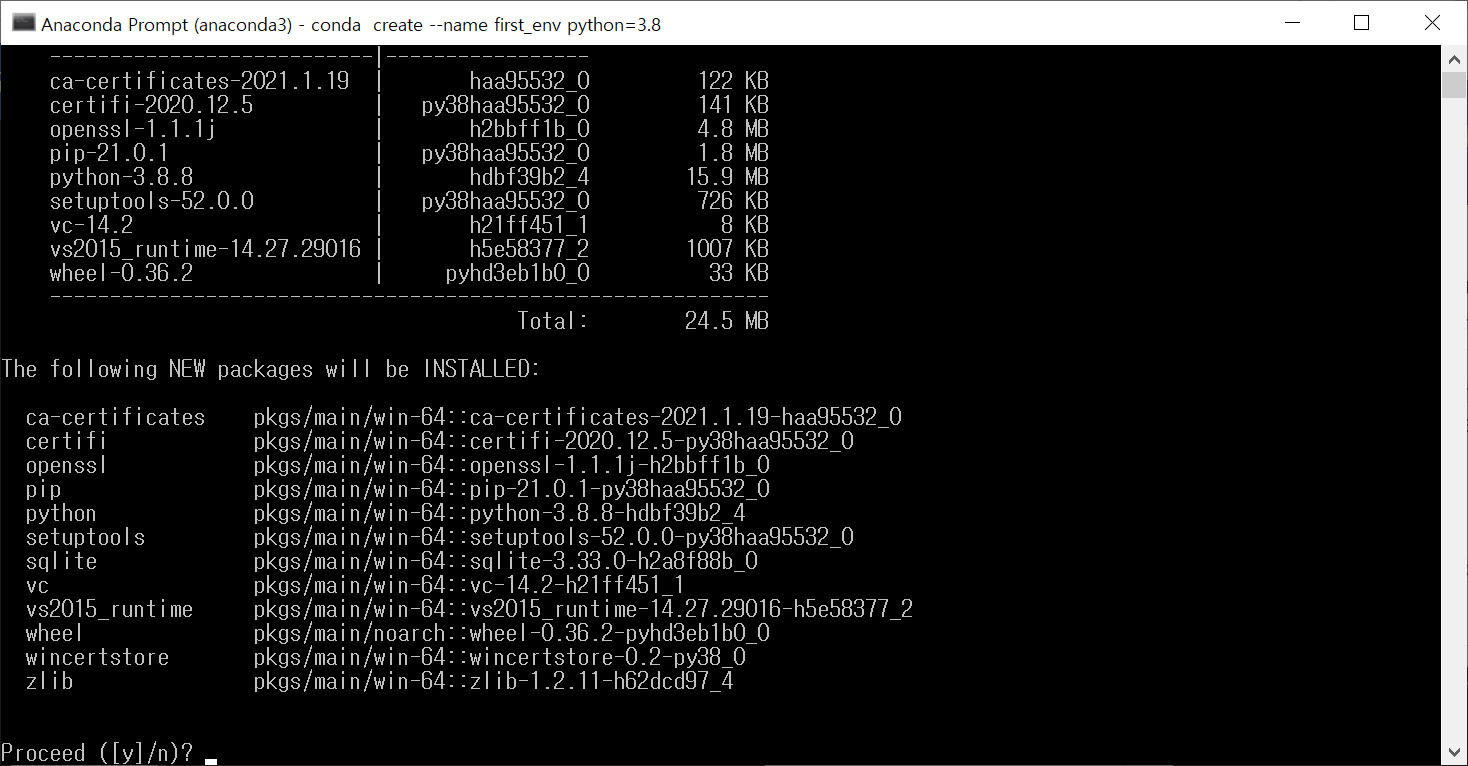 Anaconda Prompt (anaconda3) - conda  create --name first_env python=3.8
---------------------------|-----------------
ca-certificates-2021.1.19  |       haa95532_0         122 KB
certifi-2020.12.5          |   py38haa95532_0         141 KB
openssl-1.1.1j             |       h2bbff1b_0         4.8 MB
pip-21.0.1                 |   py38haa95532_0         1.8 MB
python-3.8.8               |       hdbf39b2_4        15.9 MB
setuptools-52.0.0          |   py38haa95532_0         726 KB
vc-14.2                    |       h21ff451_1           8 KB
vs2015_runtime-14.27.29016 |       h5e58377_2        1007 KB
wheel-0.36.2               |     pyhd3eb1b0_0          33 KB
------------------------------------------------------------
Total:        24.5 MB
The following NEW packages will be INSTALLED:
ca-certificates    pkgs/main/win-64::ca-certificates-2021.1.19-haa95532_0
certifi            pkgs/main/win-64::certifi-2020.12.5-py38haa95532_0
openssl            pkgs/main/win-64::openssl-1.1.1j-h2bbff1b_0
pip                pkgs/main/win-64::pip-21.0.1-py38haa95532_0
python             pkgs/main/win-64::python-3.8.8-hdbf39b2_4
setuptools         pkgs/main/win-64::setuptools-52.0.0-py38haa95532_0
sqlite             pkgs/main/win-64::sqlite-3.33.0-h2a8f88b_0
vc                 pkgs/main/win-64::vc-14.2-h21ff451_1
vs2015_runtime     pkgs/main/win-64::vs2015_runtime-14.27.29016-h5e58377_2
wheel              pkgs/main/noarch::wheel-0.36.2-pyhd3eb1b0_0
wincertstore       pkgs/main/win-64::wincertstore-0.2-py38_0
zlib               pkgs/main/win-64::zlib-1.2.11-h62dcd97_4
Proceed ([y]/n)? _